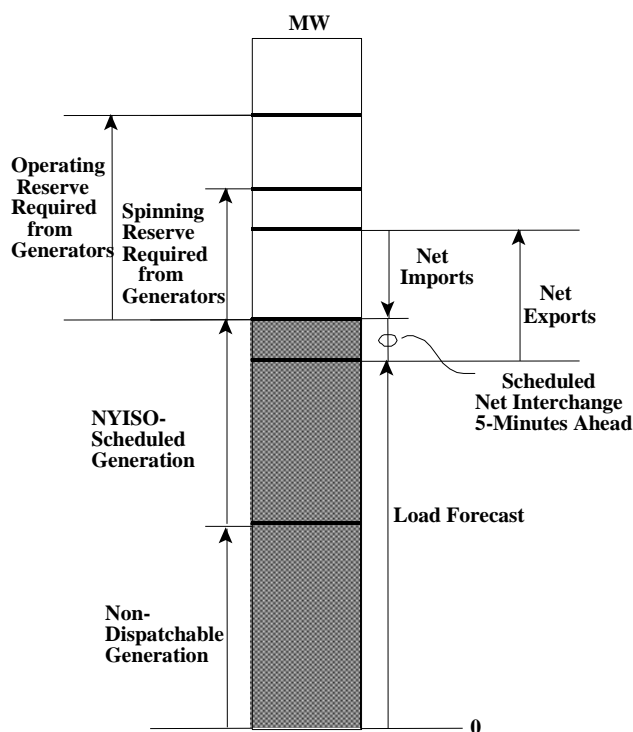 MW
Operating
Reserve
Required
from
Generators
Spinning
Reserve
Required
from
Generators
Net
Imports
Net
Exports
Scheduled
Net Interchange
5-Minutes Ahead
NYISO-
Scheduled
Generation
Load Forecast
Non-
Dispatchable
Generation
0